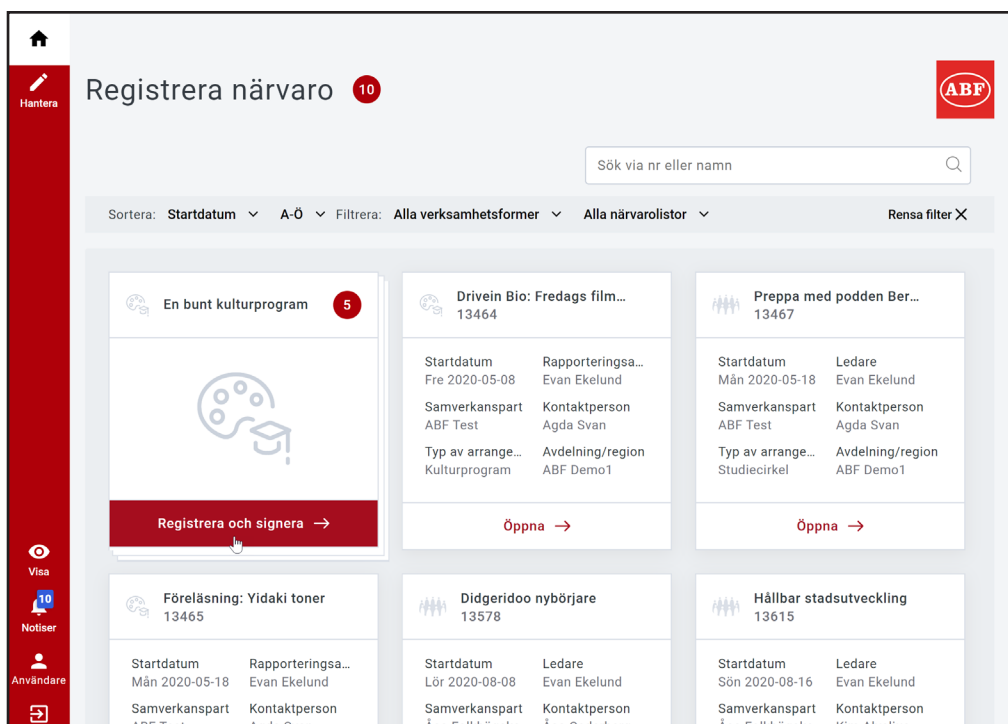 Hantera
Registrera närvaro 10
ABF
Sök via nr eller namn
Sortera: Startdatum A-Ö Filtrera: Alla verksamhetsformer Alla närvarolistor Rensa filter
En bunt kulturprogram 5
Registrera och signera →
Drivein Bio: Fredags film...
13464
Startdatum Rapporteringsa...
Fre 2020-05-08 Evan Ekelund
Samverkanspart Kontaktperson
ABF Test Agda Svan
Typ av arrange... Avdelning/region
Kulturprogram ABF Demo1
Öppna →
Preppa med podden Ber...
13467
Startdatum Ledare
Mån 2020-05-18 Evan Ekelund
Samverkanspart Kontaktperson
ABF Test Agda Svan
Typ av arrange... Avdelning/region
Studiecirkel ABF Demo1
Öppna →
Visa
10
Notiser
Användare
Föreläsning: Yidaki toner
13465
Startdatum Rapporteringsa...
Mån 2020-05-18 Evan Ekelund
Samverkanspart Kontaktperson
Didgeridoo nybörjare
13578
Startdatum Ledare
Lör 2020-08-08 Evan Ekelund
Samverkanspart Kontaktperson
Hållbar stadsutveckling
13615
Startdatum Ledare
Sön 2020-08-16 Evan Ekelund
Samverkanspart Kontaktperson